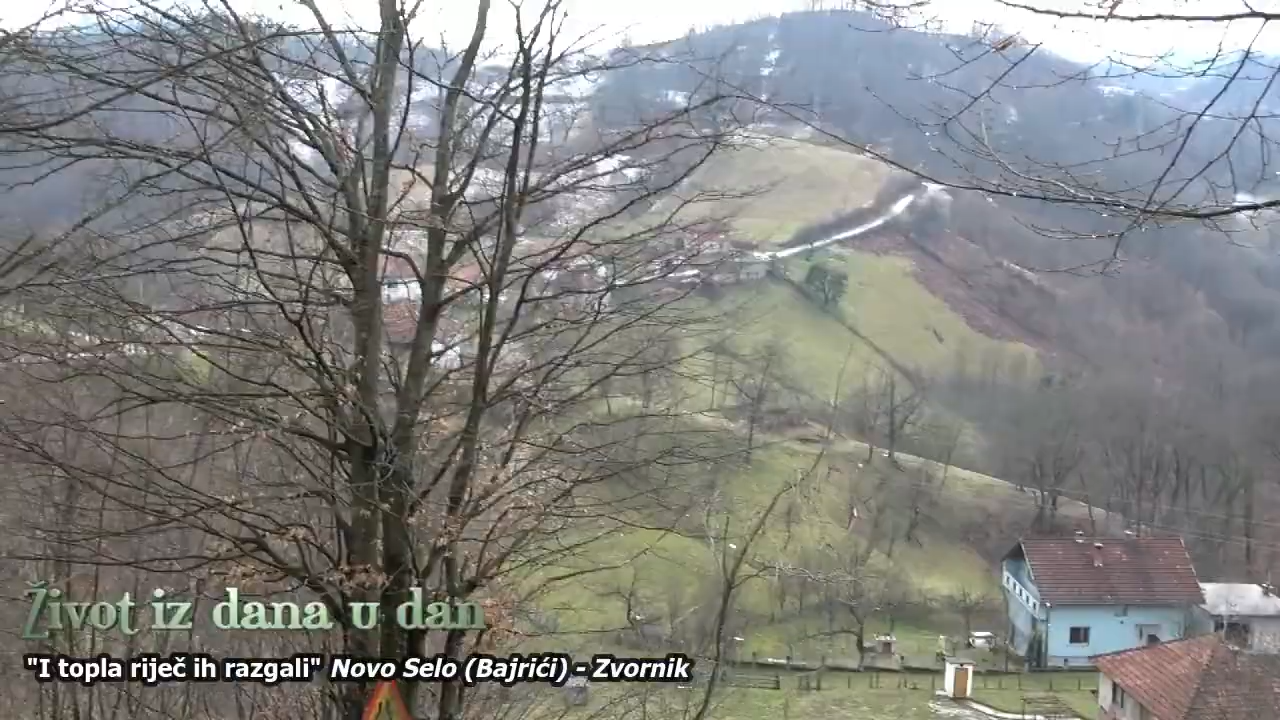 Život iz dana u dan
"I topla riječ ih razgali" Novo Selo (Bajrići) - Zvornik